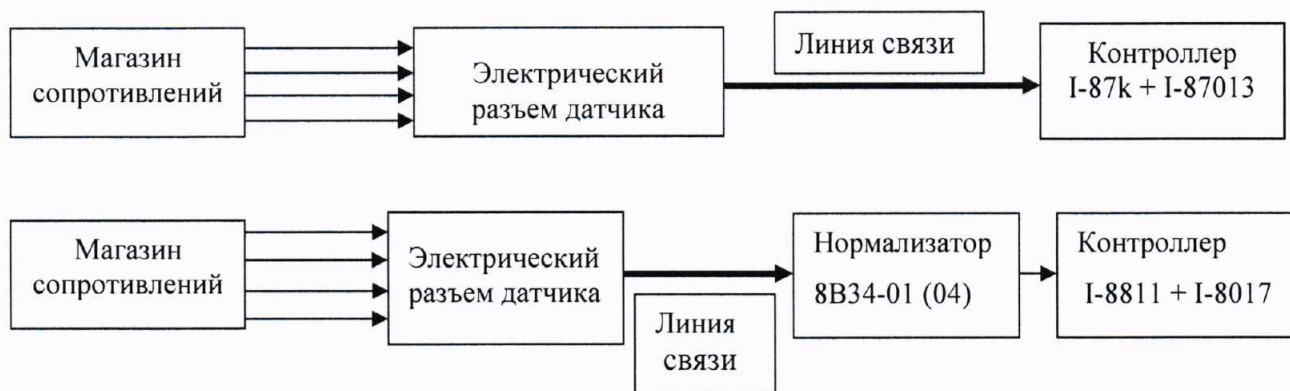 Магазин
сопротивлений
Электрический
разъем датчика
Линия связи
Контроллер
I-87k + I-87013
Магазин
сопротивлений
Электрический
разъем датчика
Линия
связи
Нормализатор
8В34-01 (04)
Контроллер
I-8811 + I-8017